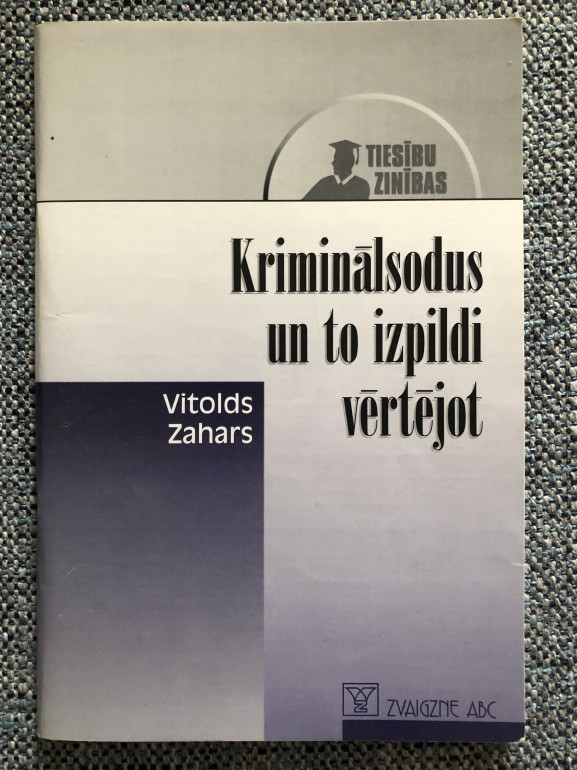 TIESĪBU
ZINĪBAS
Kriminālsodus
un to izpildi
vērtējot
Vitolds
Zahars
ZVAIGZNE ABC